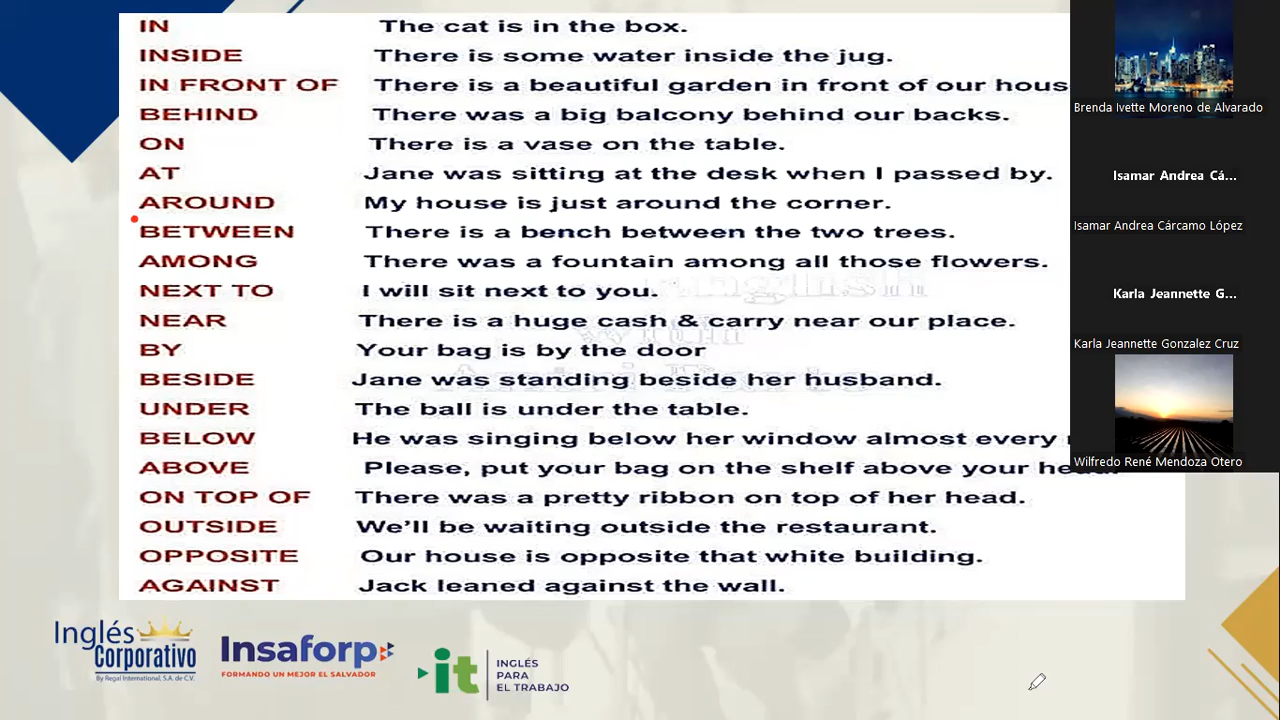 IN The cat is in the box.
INSIDE There is some water inside the jug.
IN FRONT OF There is a beautiful garden in front of our hous
BEHIND There was a big balcony behind our backs.
ON There is a vase on the table.
AT Jane was sitting at the desk when I passed by.
AROUND My house is just around the corner.
BETWEEN There is a bench between the two trees.
AMONG There was a fountain among all those flowers.
NEXT TO I will sit next to you.
NEAR There is a huge cash & carry near our place.
BY Your bag is by the door
BESIDE Jane was standing beside her husband.
UNDER The ball is under the table.
BELOW He was singing below her window almost every
ABOVE Please, put your bag on the shelf above your head.
ON TOP OF There was a pretty ribbon on top of her head.
OUTSIDE We'll be waiting outside the restaurant.
OPPOSITE Our house is opposite that white building.
AGAINST Jack leaned against the wall.
Brenda Ivette Moreno de Alvarado
Isamar Andrea Cá...
Isamar Andrea Cárcamo López
Karla Jeannette G...
Karla Jeannette Gonzalez Cruz
Wilfredo René Mendoza Otero
Inglés
Corporativo
By Regal International, S.A. de C.V.
Insaforp
FORMANDO UN MEJOR EL SALVADOR
it
INGLÉS
PARA
EL TRABAJO